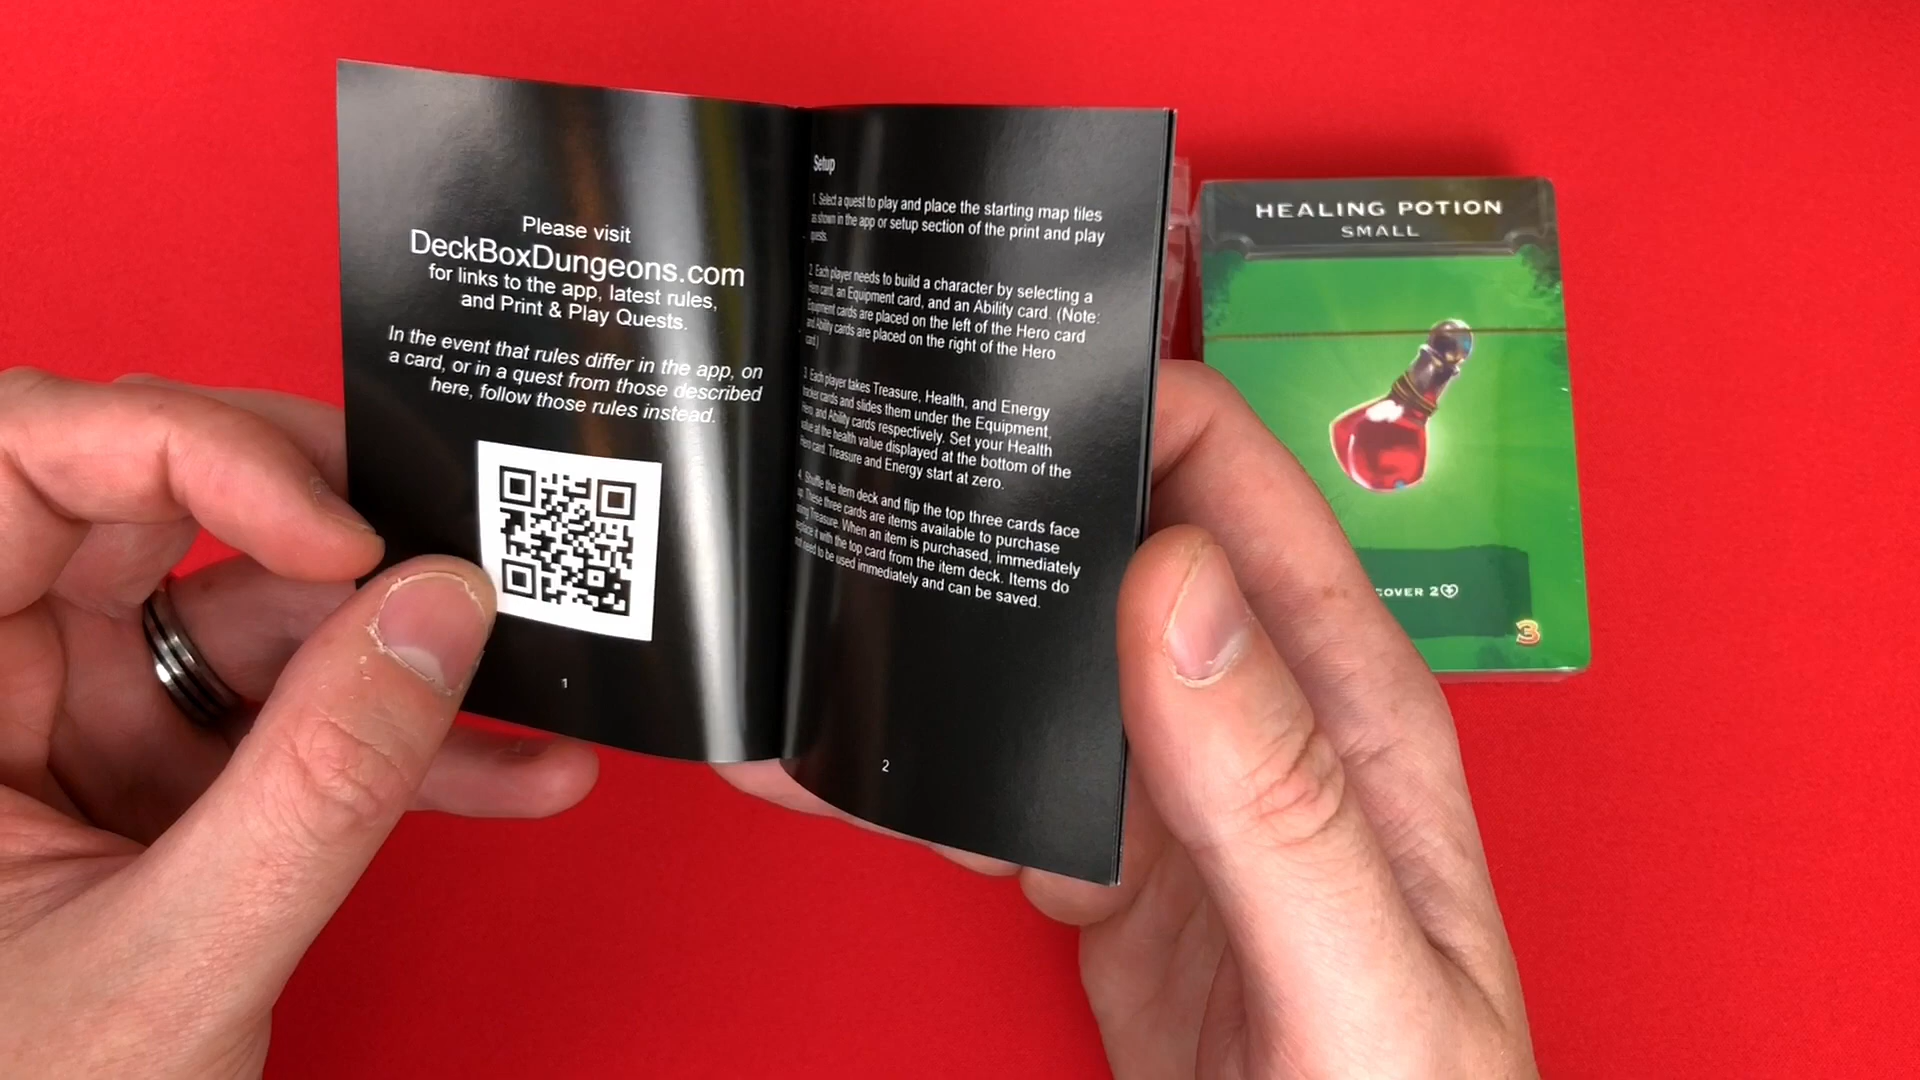 Please visit
DeckBoxDungeons.com
for links to the app, latest rules,
and Print & Play Quests.
In the event that rules differ in the app, on
a card, or in a quest from those described
here, follow those rules instead.
1
Setup
1. Select a quest to play and place the starting map tiles
as shown in the app or setup section of the print and play
quests.
2. Each player needs to build a character by selecting a
Hero card, an Equipment card, and an Ability card. (Note:
Equipment cards are placed on the left of the Hero card
and Ability cards are placed on the right of the Hero
card.)
3. Each player takes Treasure, Health, and Energy
tracker cards and slides them under the Equipment,
Hero, and Ability cards respectively. Set your Health
value at the health value displayed at the bottom of the
Hero card. Treasure and Energy start at zero.
4. Shuffle the item deck and flip the top three cards face
up. These three cards are items available to purchase
using Treasure. When an item is purchased, immediately
replace it with the top card from the item deck. Items do
not need to be used immediately and can be saved.
2
HEALING POTION
SMALL
COVER 2
3